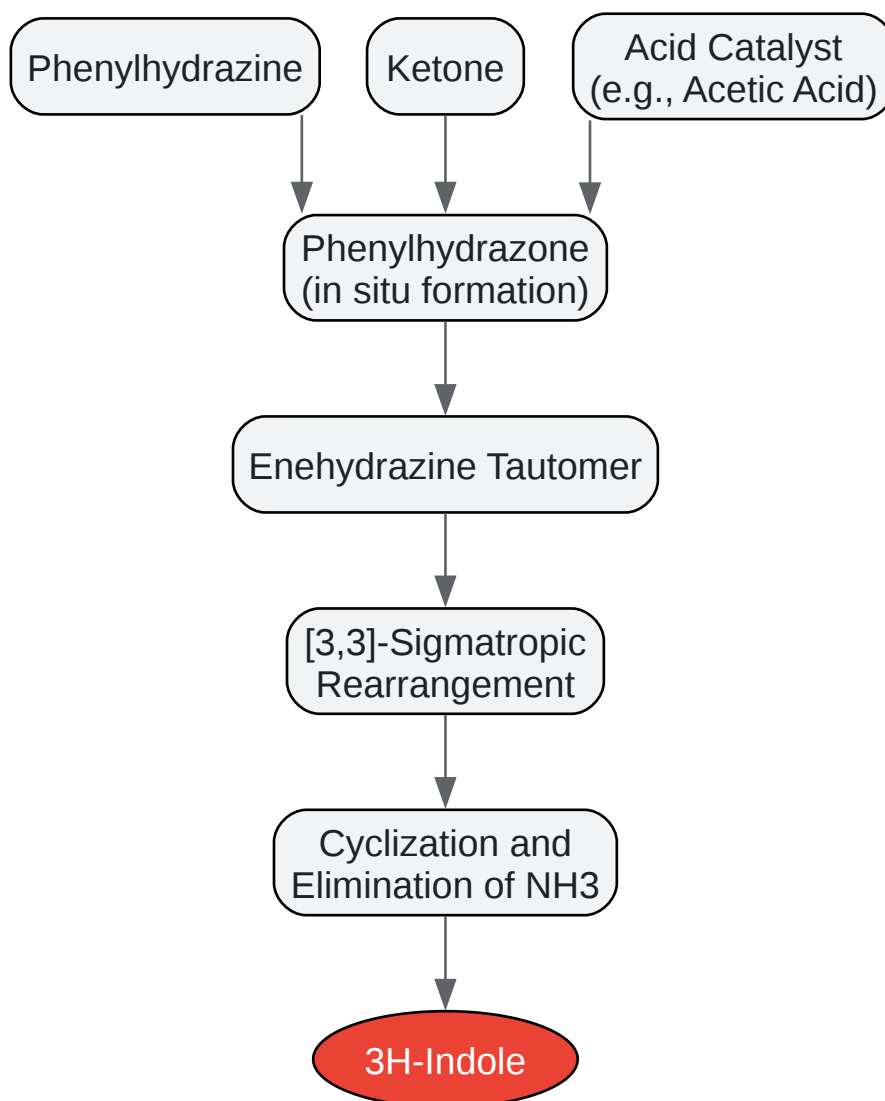 Phenylhydrazine
Ketone
Acid Catalyst
(e.g., Acetic Acid)
Phenylhydrazone
(in situ formation)
Enehydrazine Tautomer
[3,3]-Sigmatropic
Rearrangement
Cyclization and
Elimination of NH3
3H-Indole